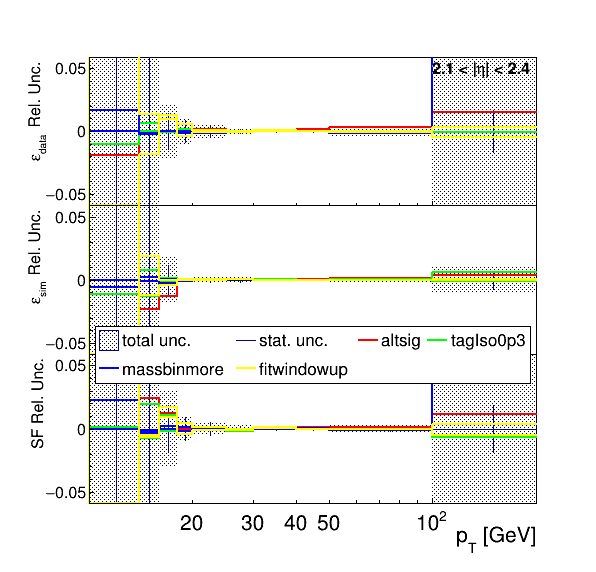 2.1 < |η| < 2.4
ε_data Rel. Unc.
0.05
0
−0.05
ε_sim Rel. Unc.
0.05
0
−0.05
total unc. stat. unc. altsig tagIso0p3
massbinmore fitwindowup
SF Rel. Unc.
0.05
0
−0.05
20 30 40 50 10^2
p_T [GeV]